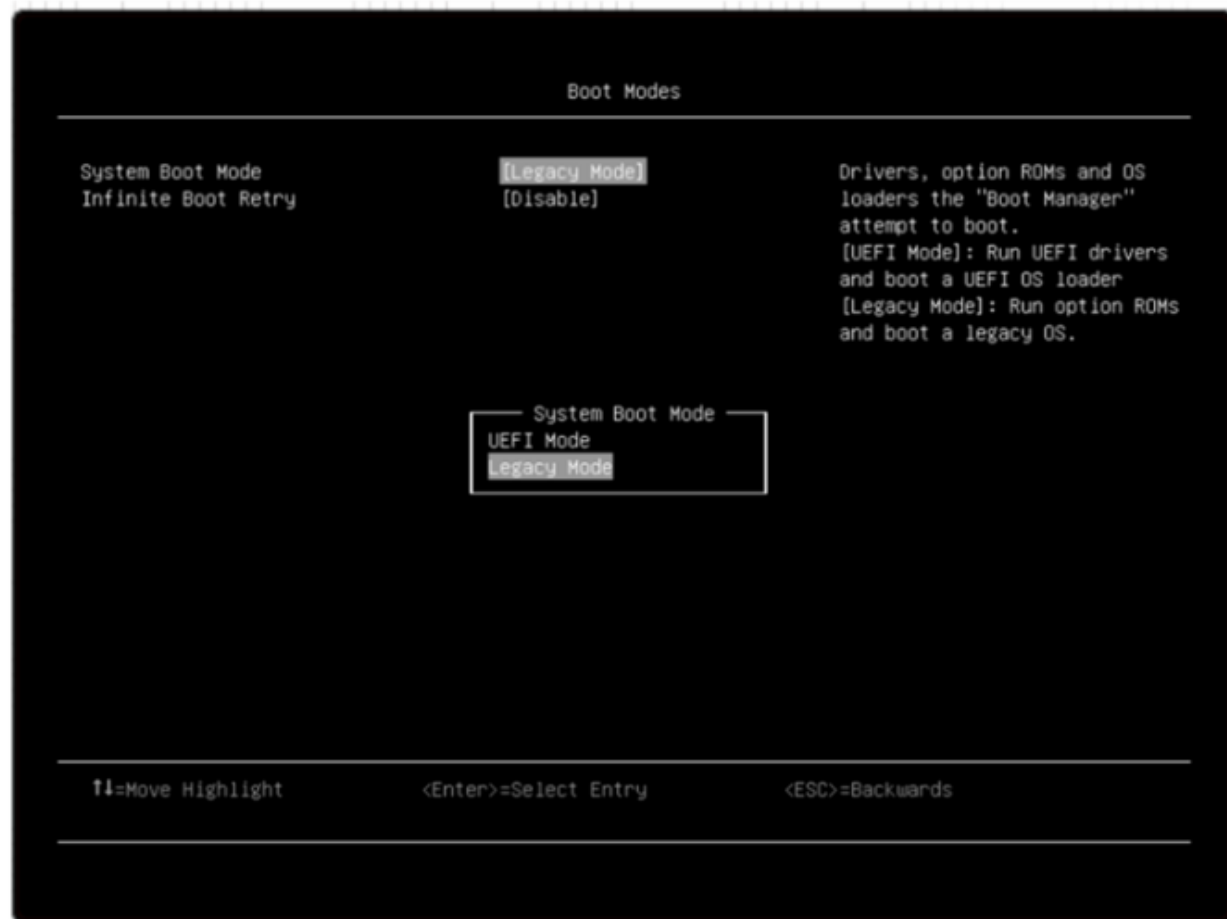 Boot Modes
System Boot Mode [Legacy Mode]
Infinite Boot Retry [Disable]
Drivers, option ROMs and OS
loaders the "Boot Manager"
attempt to boot.
[UEFI Mode]: Run UEFI drivers
and boot a UEFI OS loader
[Legacy Mode]: Run option ROMs
and boot a legacy OS.
System Boot Mode
UEFI Mode
Legacy Mode
↑↓=Move Highlight <Enter>=Select Entry <ESC>=Backwards